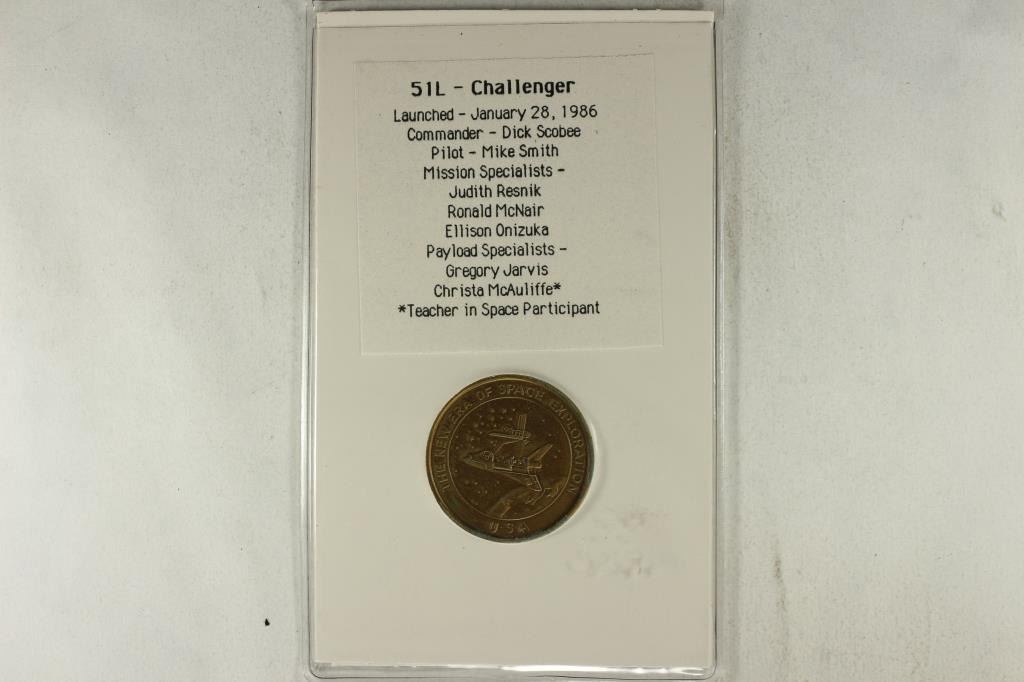 51L - Challenger
Launched - January 28, 1986
Commander - Dick Scobee
Pilot - Mike Smith
Mission Specialists -
Judith Resnik
Ronald McNair
Ellison Onizuka
Payload Specialists -
Gregory Jarvis
Christa McAuliffe*
*Teacher in Space Participant
THE NEW ERA OF SPACE EXPLORATION
U·S·A